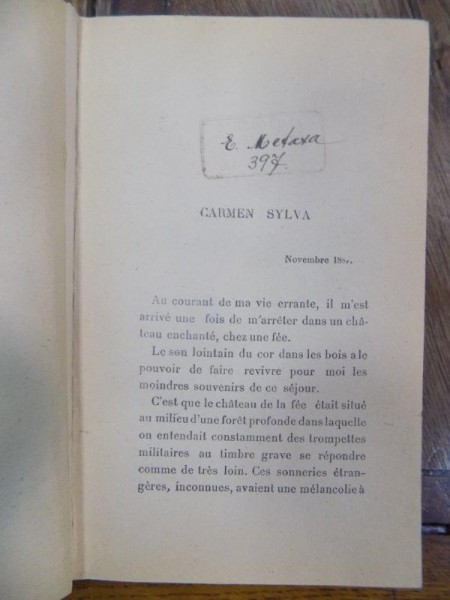 E. Metaxa
397.
CARMEN SYLVA
Novembre
Au courant de ma vie errante, il m'est
arrivé une fois de m'arrêter dans un châ-
teau enchanté, chez une fée.
Le son lointain du cor dans les bois a le
pouvoir de faire revivre pour moi les
moindres souvenirs de ce séjour.
C'est que le château de la fée était situé
au milieu d'une forêt profonde dans laquelle
on entendait constamment des trompettes
militaires au timbre grave se répondre
comme de très loin. Ces sonneries étran-
gères, inconnues, avaient une mélancolie à